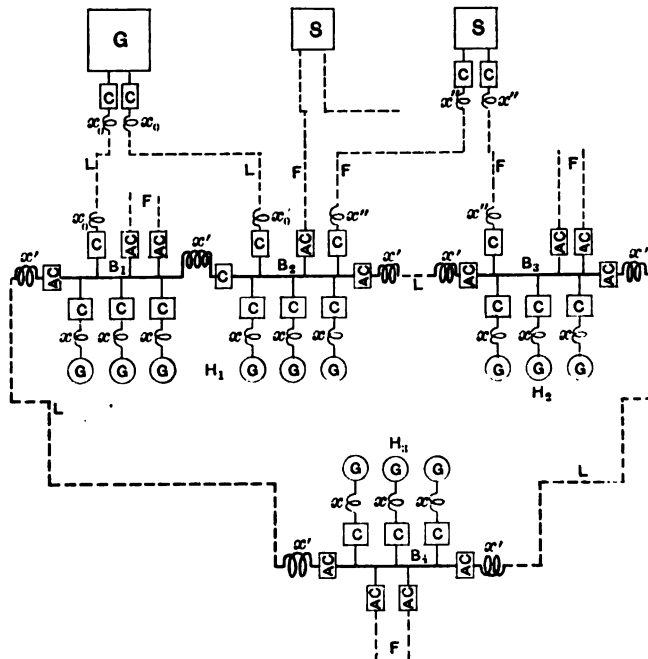 G S S
C C C C
x₀ x₀ x'' x''
L L F F F F F
x₀ x₀' x'' x''
C AC AC C AC C C AC AC
x' AC B₁ x' C B₂ AC x' x' AC B₃ AC x'
L
C C C C C C C C C
x x x x x x x x x
G G G H₁ G G G G G G
H₂
L
H₃
G G G
L
x x x
C C C
x' AC B₄ AC x'
AC AC
F